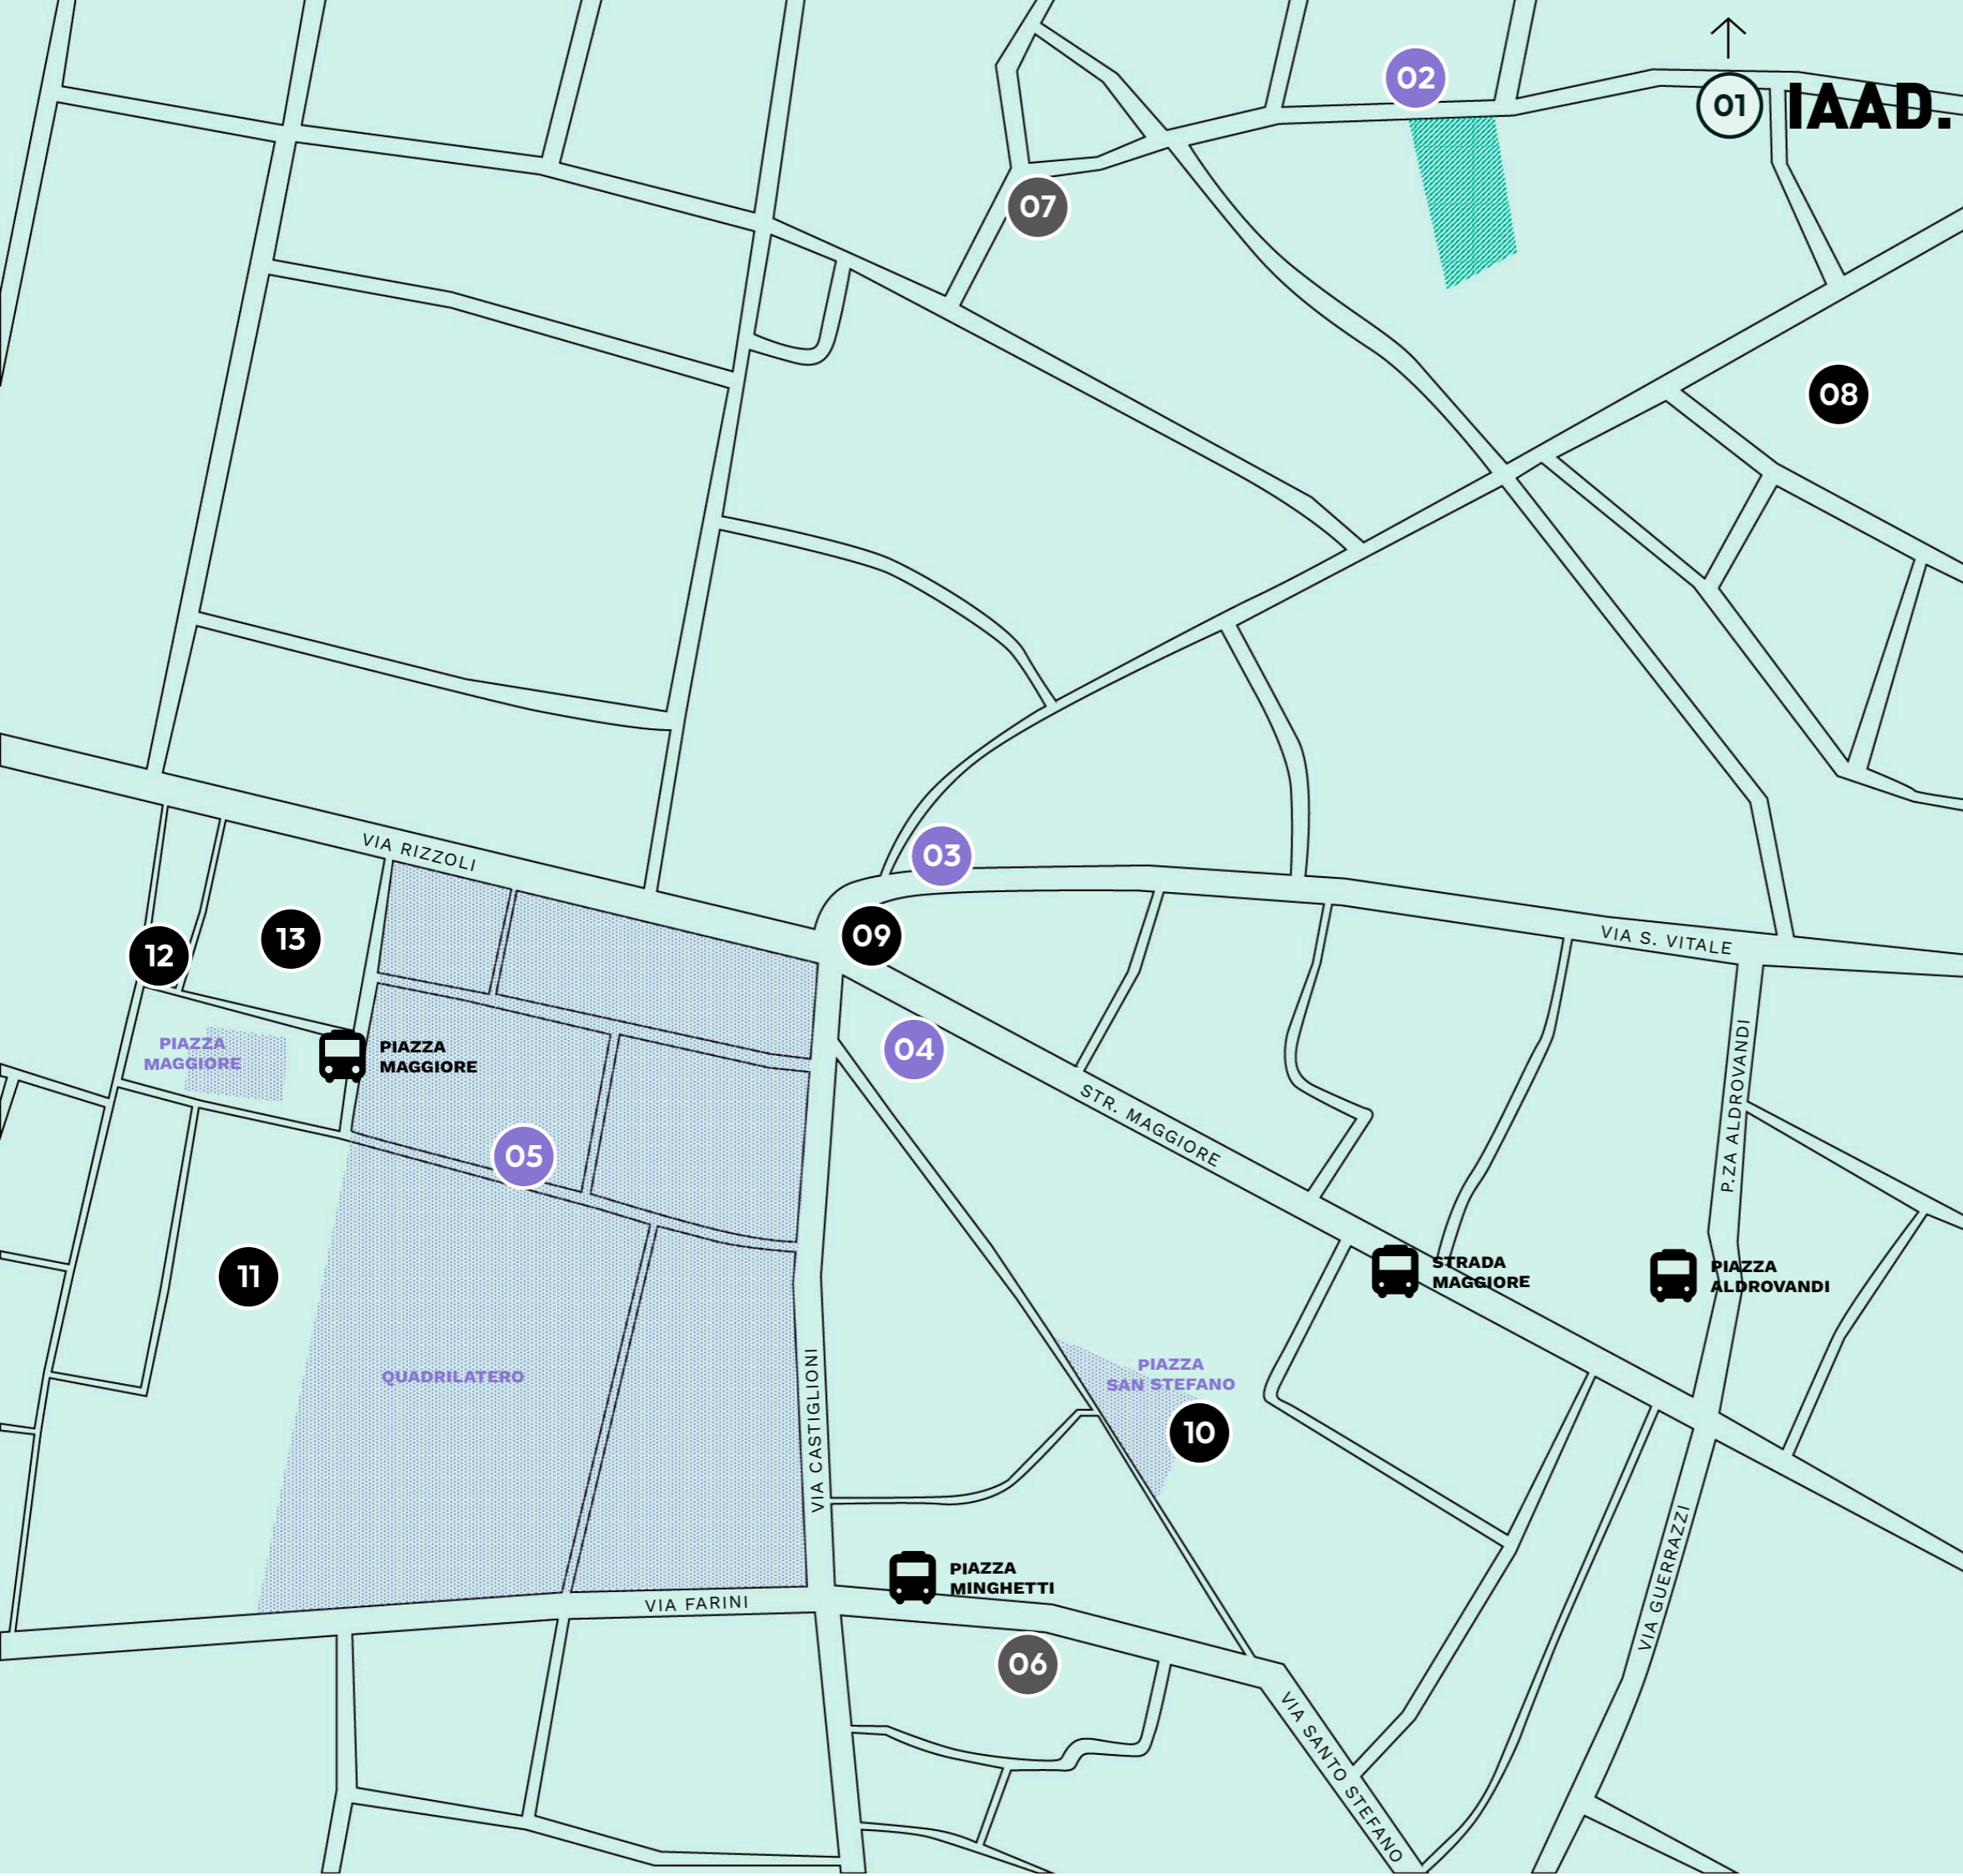 02
01 IAAD.
07
08
VIA RIZZOLI
03
09
13
12
VIA S. VITALE
PIAZZA
MAGGIORE
PIAZZA
MAGGIORE
04
STR. MAGGIORE
P.ZA ALDROVANDI
05
11
STRADA
MAGGIORE
PIAZZA
ALDROVANDI
QUADRILATERO
VIA CASTIGLIONI
PIAZZA
SAN STEFANO
10
PIAZZA
MINGHETTI
VIA FARINI
VIA GUERRAZZI
06
VIA SANTO STEFANO